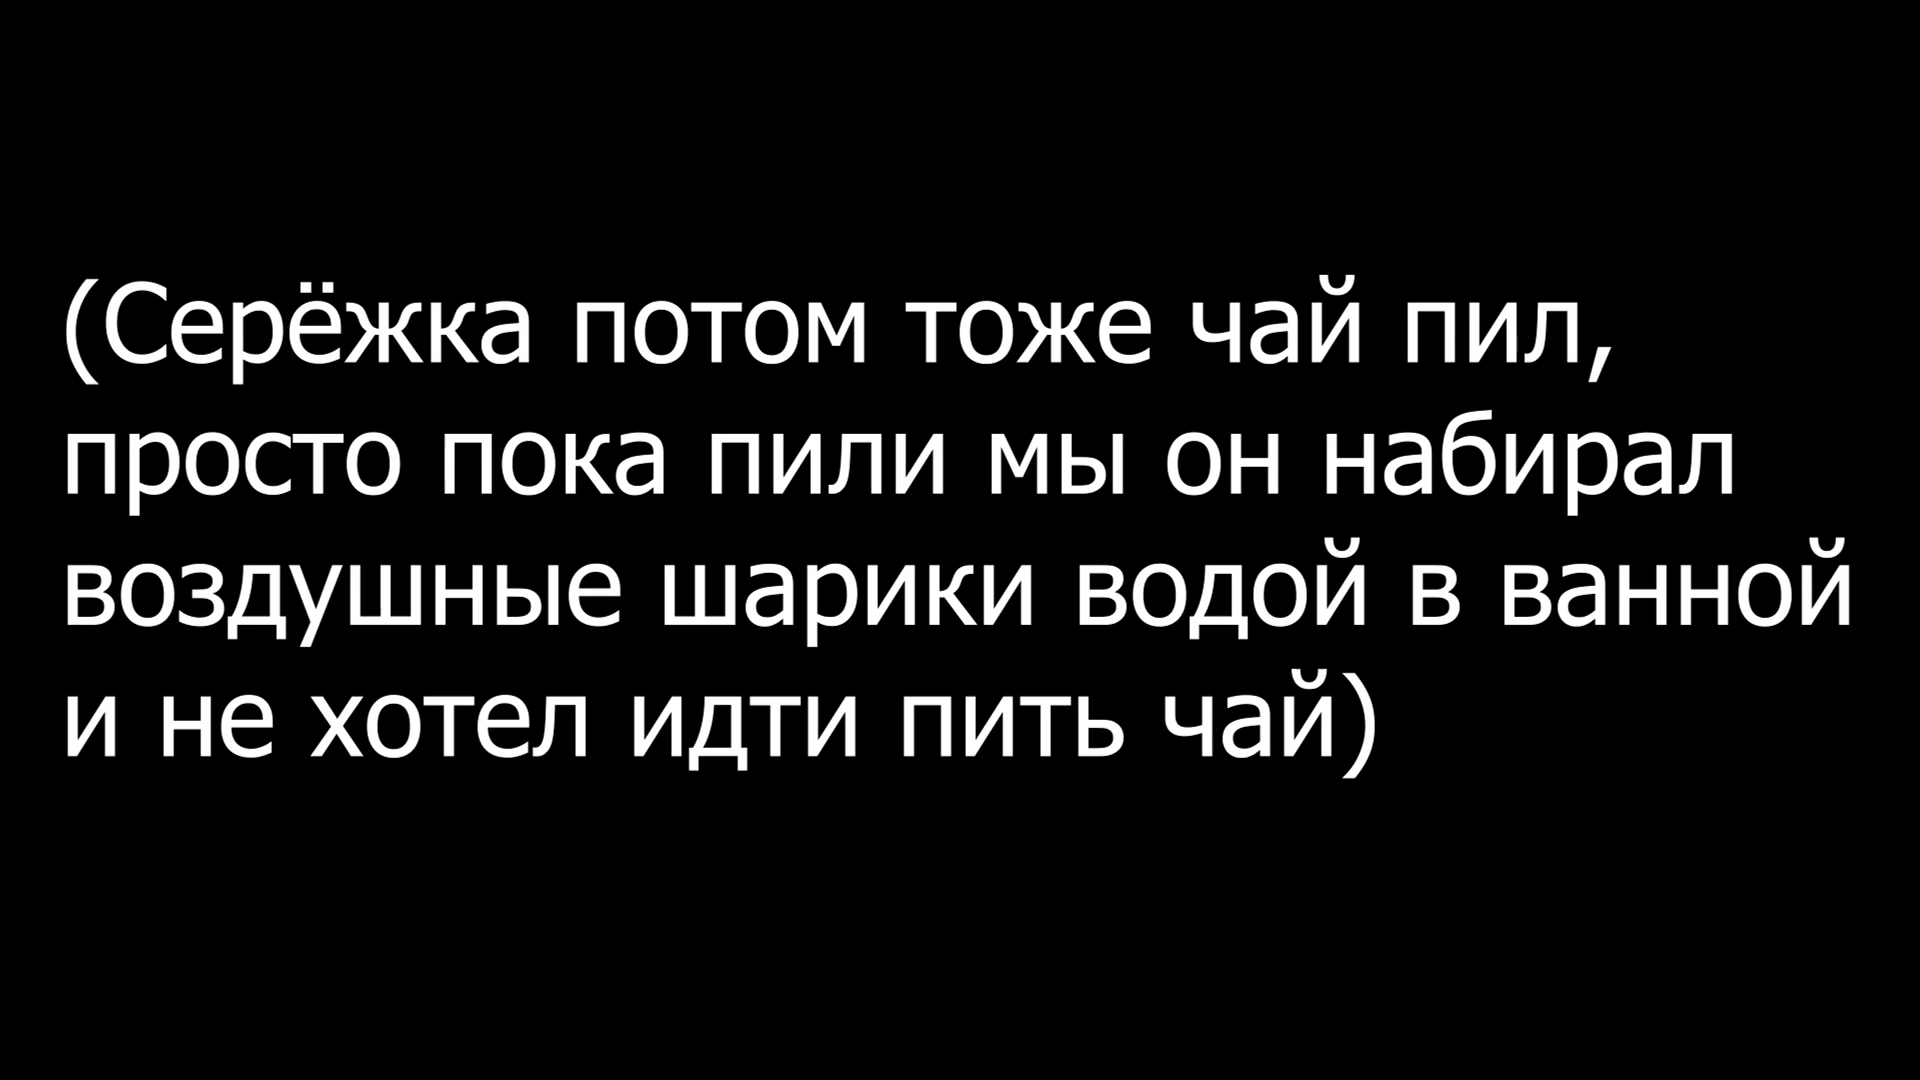 (Серёжка потом тоже чай пил,
просто пока пили мы он набирал
воздушные шарики водой в ванной
и не хотел идти пить чай)